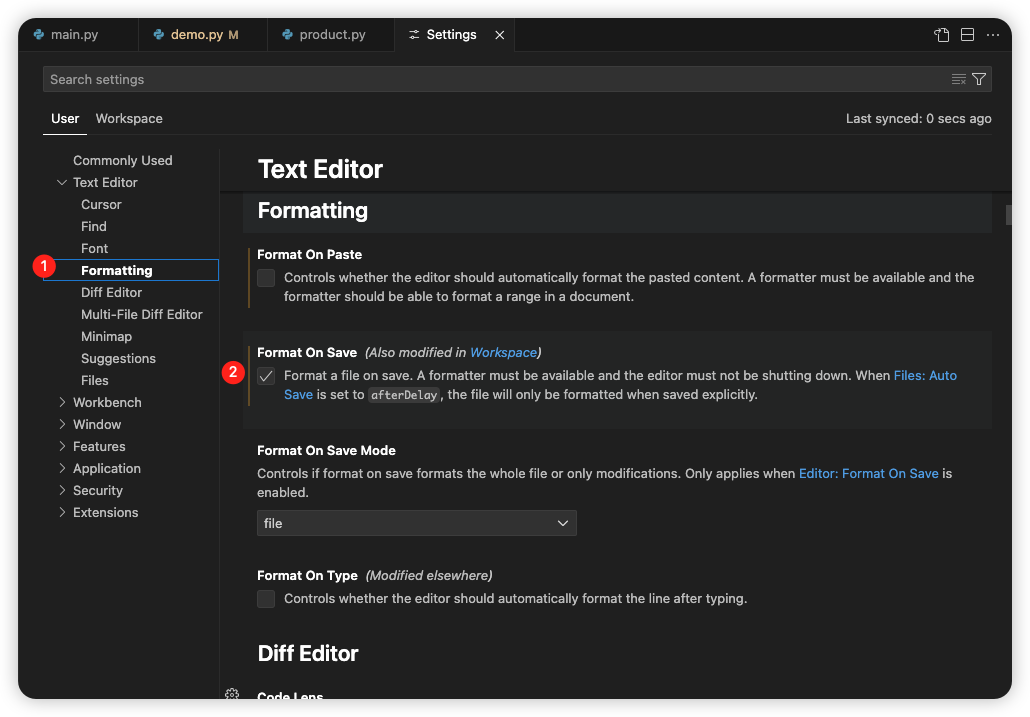 main.py
demo.py M
product.py
Settings
Search settings
User
Workspace
Last synced: 0 secs ago
Commonly Used
Text Editor
Cursor
Find
Font
1
Formatting
Diff Editor
Multi-File Diff Editor
Minimap
Suggestions
Files
Workbench
Window
Features
Application
Security
Extensions
Text Editor
Formatting
Format On Paste
Controls whether the editor should automatically format the pasted content. A formatter must be available and the
formatter should be able to format a range in a document.
Format On Save (Also modified in Workspace)
2
Format a file on save. A formatter must be available and the editor must not be shutting down. When Files: Auto
Save is set to afterDelay, the file will only be formatted when saved explicitly.
Format On Save Mode
Controls if format on save formats the whole file or only modifications. Only applies when Editor: Format On Save is
enabled.
file
Format On Type (Modified elsewhere)
Controls whether the editor should automatically format the line after typing.
Diff Editor
Code Lens